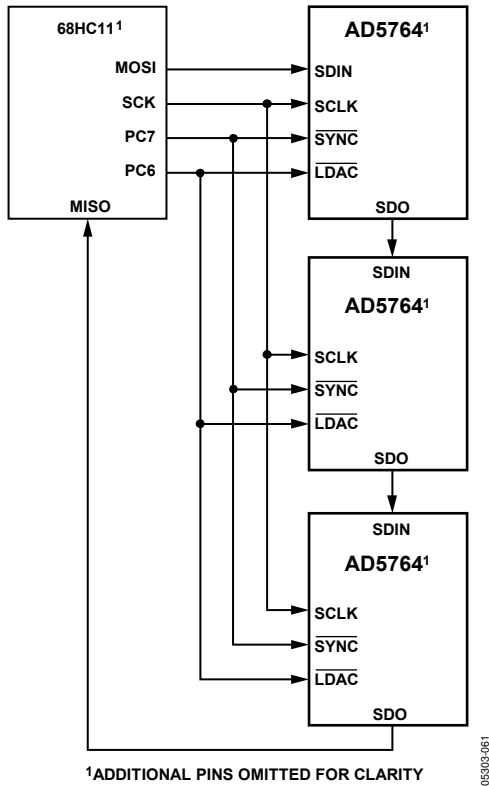 68HC11¹
MOSI
SCK
PC7
PC6
MISO
AD5764¹
SDIN
SCLK
SYNC
LDAC
SDO
SDIN
AD5764¹
SCLK
SYNC
LDAC
SDO
SDIN
AD5764¹
SCLK
SYNC
LDAC
SDO
¹ADDITIONAL PINS OMITTED FOR CLARITY
05303-061